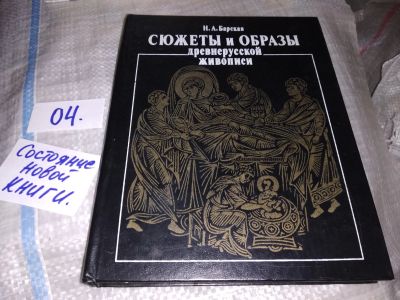 Н. А. Барская
СЮЖЕТЫ и ОБРАЗЫ
древнерусской
живописи
04.
Состояние
новой
книги.